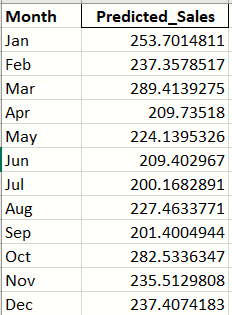 Month Predicted_Sales
Jan 253.7014811
Feb 237.3578517
Mar 289.4139275
Apr 209.73518
May 224.1395326
Jun 209.402967
Jul 200.1682891
Aug 227.4633771
Sep 201.4004944
Oct 282.5336347
Nov 235.5129808
Dec 237.4074183